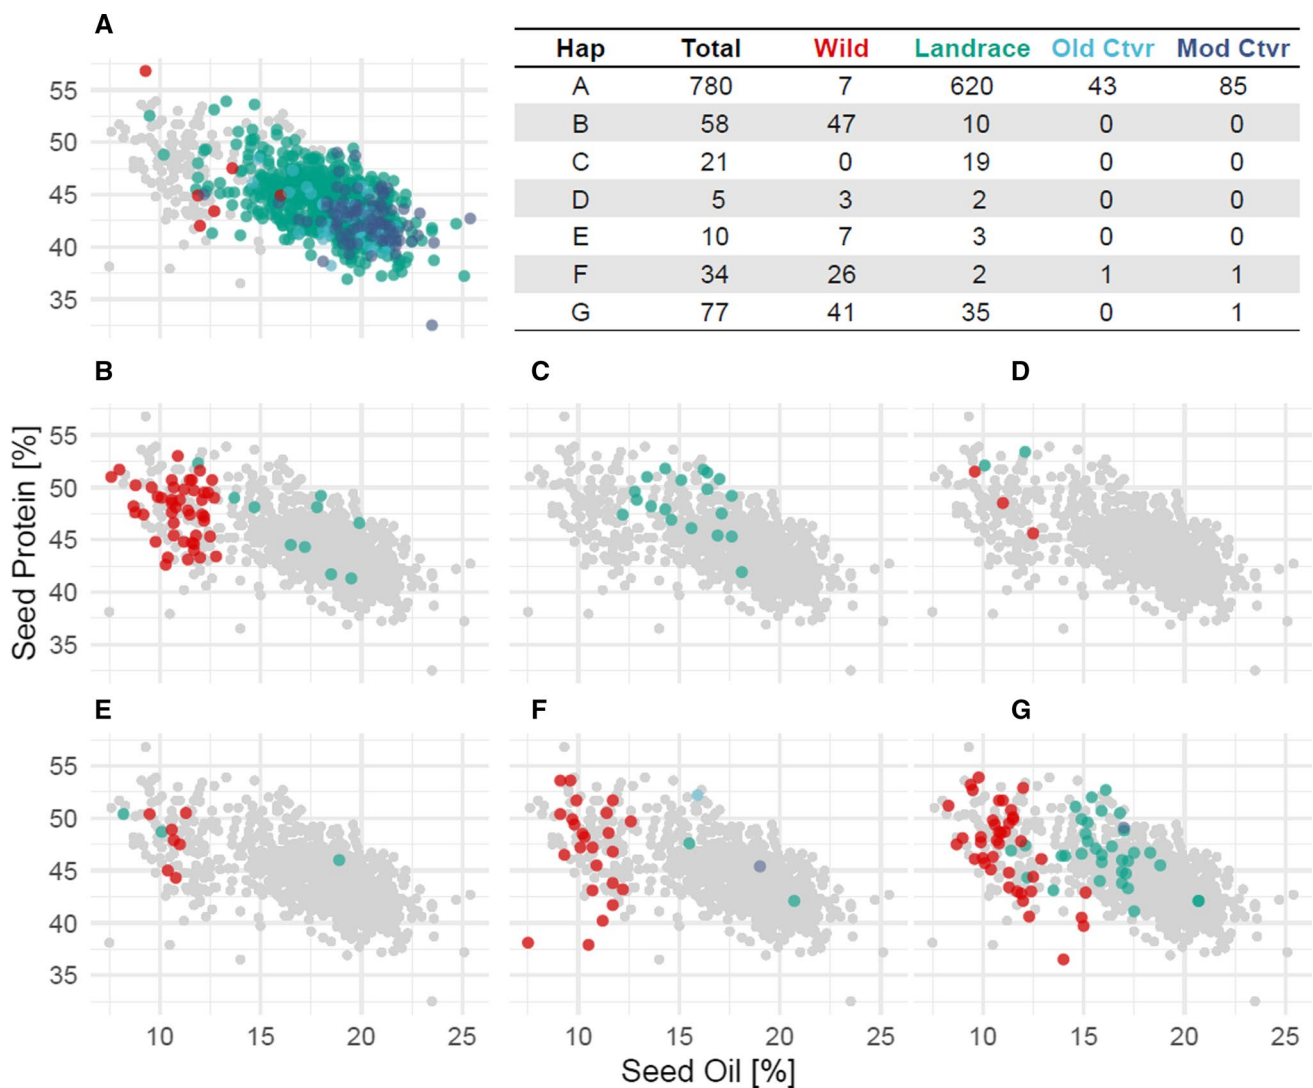 A
Hap Total Wild Landrace Old Ctvr Mod Ctvr
A 780 7 620 43 85
B 58 47 10 0 0
C 21 0 19 0 0
D 5 3 2 0 0
E 10 7 3 0 0
F 34 26 2 1 1
G 77 41 35 0 1
55
50
45
40
35
B C D
Seed Protein [%]
55
50
45
40
35
E F G
55
50
45
40
35
10 15 20 25 10 15 20 25 10 15 20 25
Seed Oil [%]